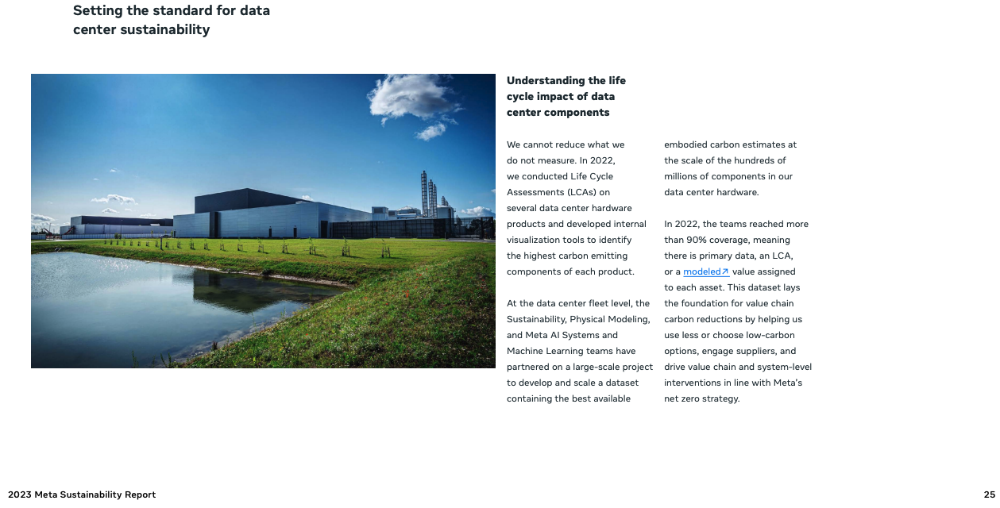 Setting the standard for data
center sustainability
Understanding the life
cycle impact of data
center components
We cannot reduce what we
do not measure. In 2022,
we conducted Life Cycle
Assessments (LCAs) on
several data center hardware
products and developed internal
visualization tools to identify
the highest carbon emitting
components of each product.
At the data center fleet level, the
Sustainability, Physical Modeling,
and Meta AI Systems and
Machine Learning teams have
partnered on a large-scale project
to develop and scale a dataset
containing the best available
embodied carbon estimates at
the scale of the hundreds of
millions of components in our
data center hardware.
In 2022, the teams reached more
than 90% coverage, meaning
there is primary data, an LCA,
or a modeled↗ value assigned
to each asset. This dataset lays
the foundation for value chain
carbon reductions by helping us
use less or choose low-carbon
options, engage suppliers, and
drive value chain and system-level
interventions in line with Meta's
net zero strategy.
2023 Meta Sustainability Report
25